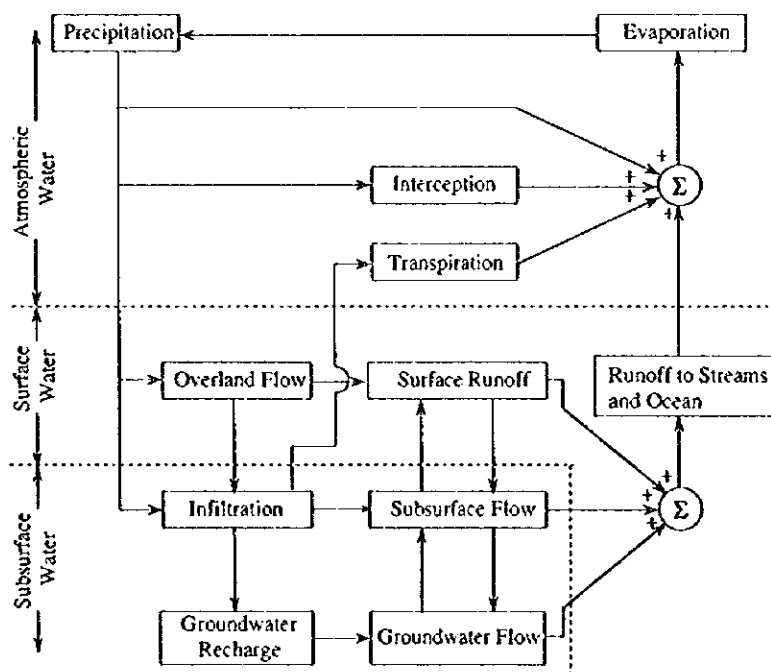 Precipitation
Evaporation
Atmospheric
Water
+
Interception
+
+
Σ
+
Transpiration
Surface
Water
Overland Flow
Surface Runoff
Runoff to Streams
and Ocean
Subsurface
Water
Infiltration
Subsurface Flow
+
+
+
Σ
Groundwater
Recharge
Groundwater Flow